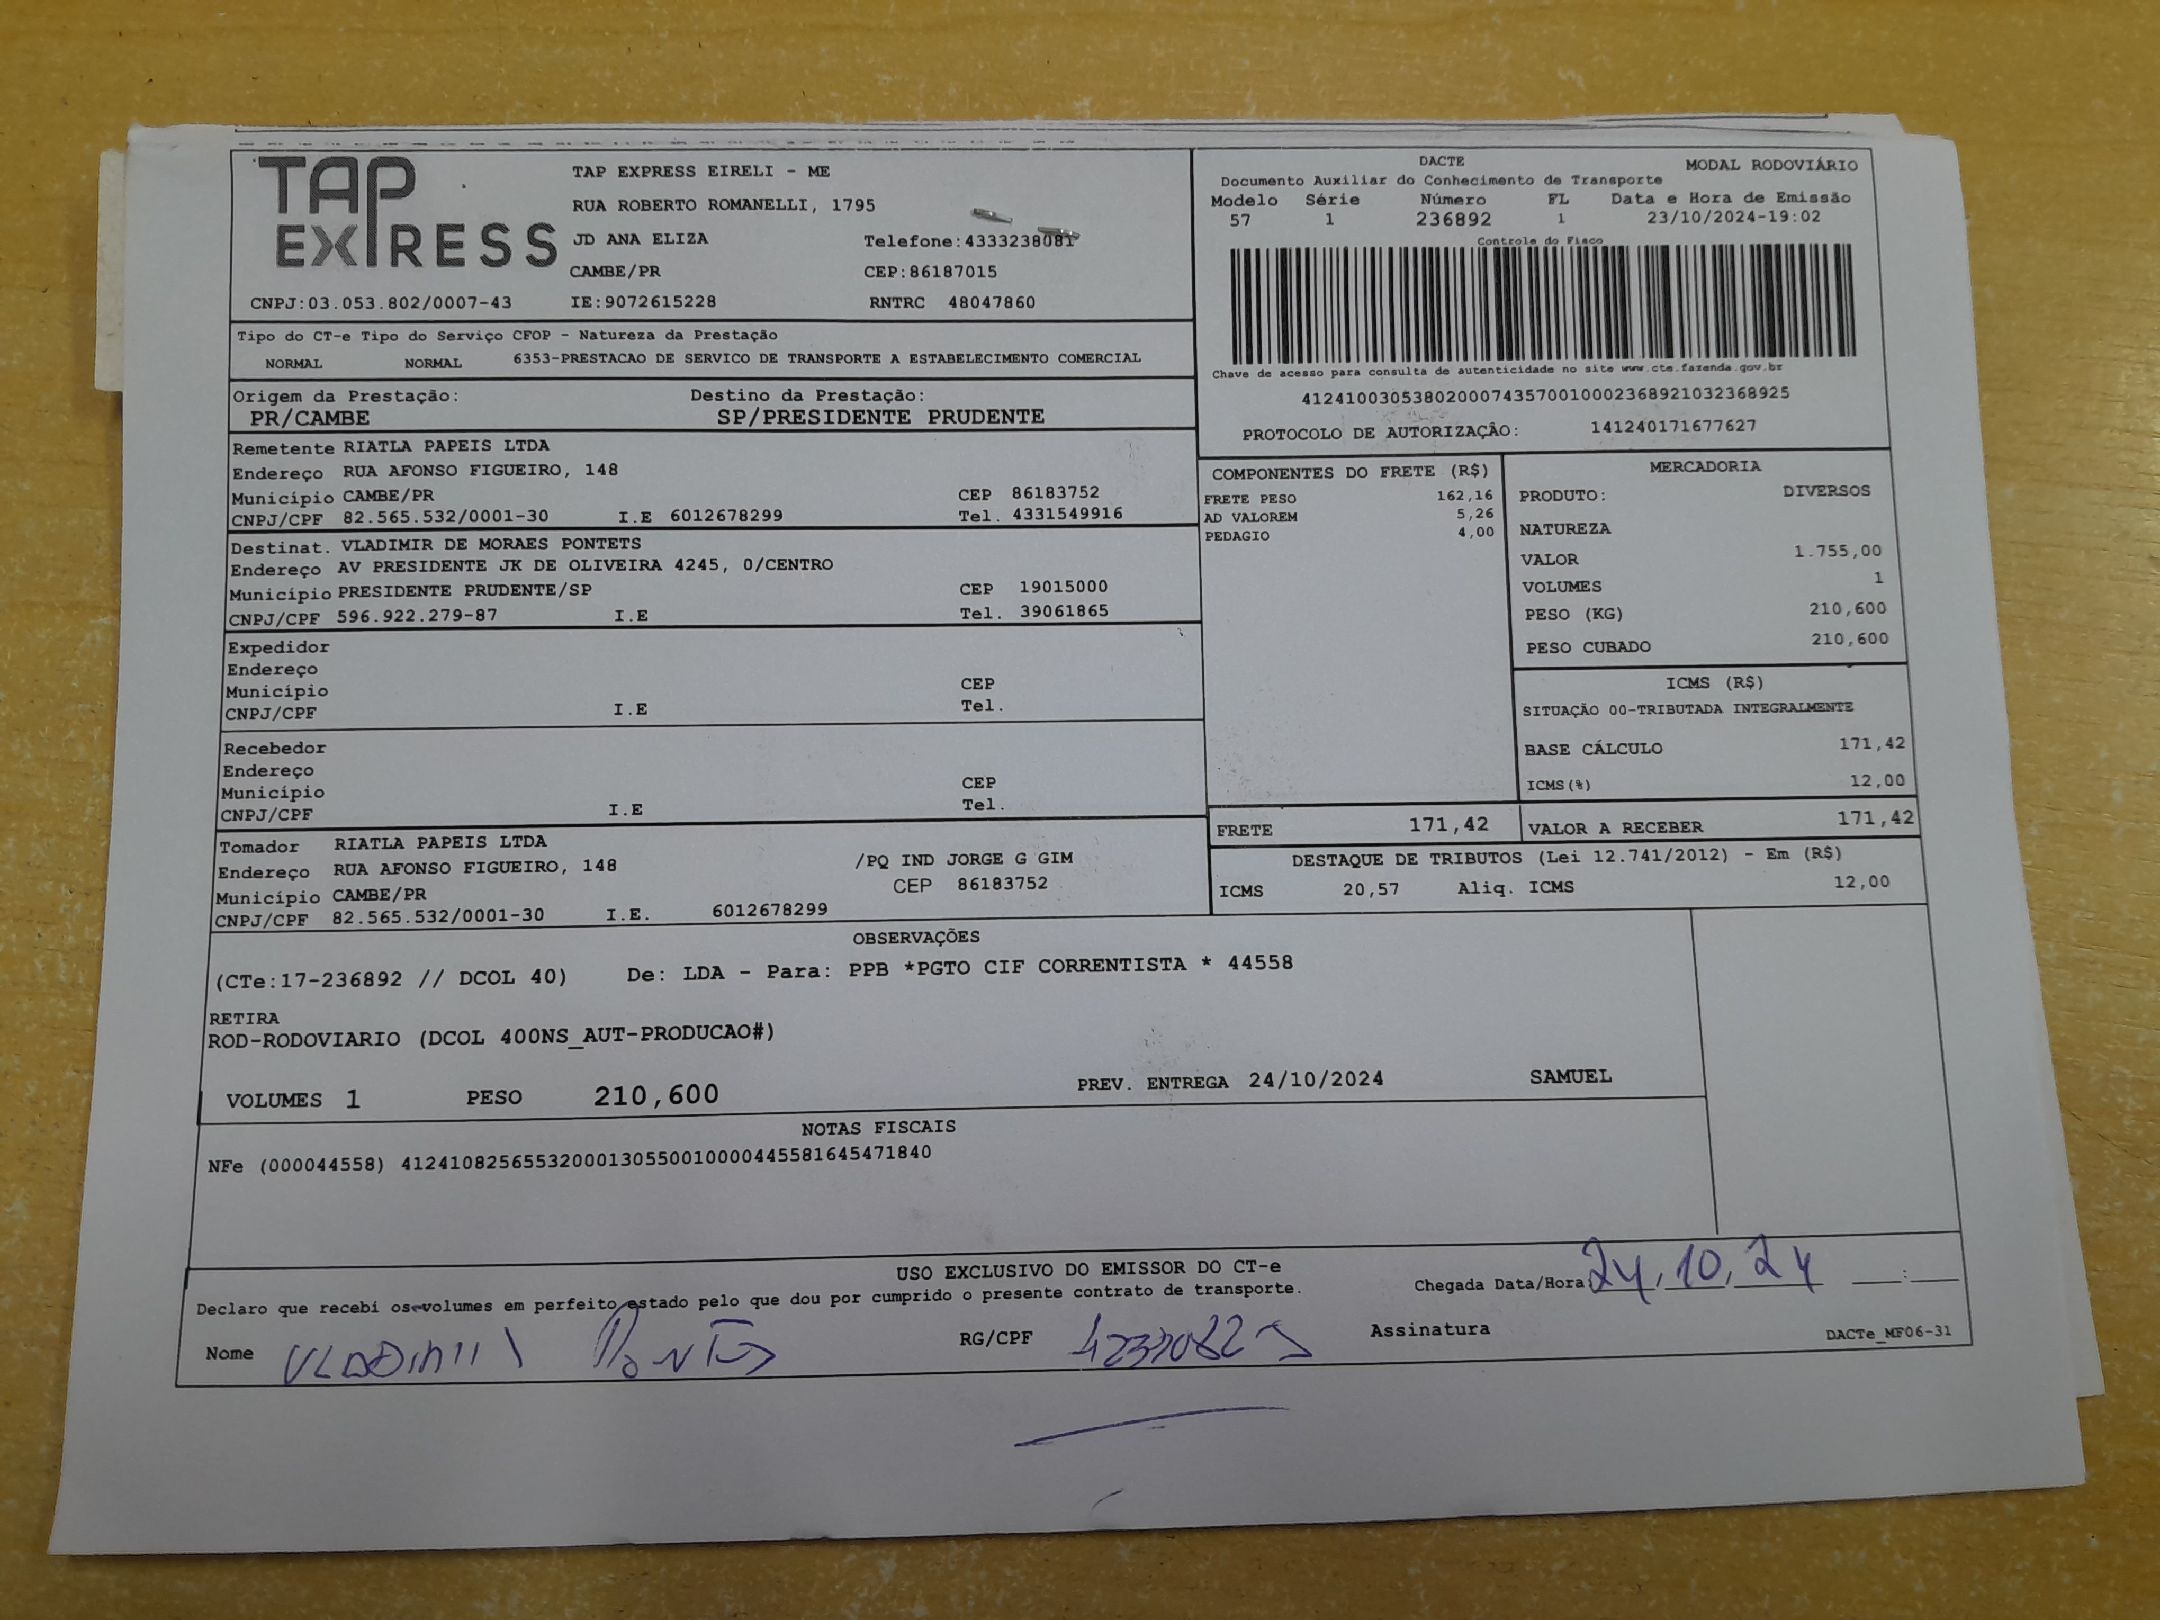 TAP EXPRESS
TAP EXPRESS EIRELI - ME
RUA ROBERTO ROMANELLI, 1795
JD ANA ELIZA Telefone:4333238081
CAMBE/PR CEP:86187015
CNPJ:03.053.802/0007-43 IE:9072615228 RNTRC 48047860
DACTE MODAL RODOVIÁRIO
Documento Auxiliar do Conhecimento de Transporte
Modelo Série Número FL Data e Hora de Emissão
57 1 236892 1 23/10/2024-19:02
Controle do Fisco
Chave de acesso para consulta de autenticidade no site www.cte.fazenda.gov.br
41241003053802000743570010002368921032368925
PROTOCOLO DE AUTORIZAÇÃO: 141240171677627
Tipo do CT-e Tipo do Serviço CFOP - Natureza da Prestação
NORMAL NORMAL 6353-PRESTACAO DE SERVICO DE TRANSPORTE A ESTABELECIMENTO COMERCIAL
Origem da Prestação: Destino da Prestação:
PR/CAMBE SP/PRESIDENTE PRUDENTE
Remetente RIATLA PAPEIS LTDA
Endereço RUA AFONSO FIGUEIRO, 148
Município CAMBE/PR CEP 86183752
CNPJ/CPF 82.565.532/0001-30 I.E 6012678299 Tel. 4331549916
Destinat. VLADIMIR DE MORAES PONTETS
Endereço AV PRESIDENTE JK DE OLIVEIRA 4245, 0/CENTRO
Município PRESIDENTE PRUDENTE/SP CEP 19015000
CNPJ/CPF 596.922.279-87 I.E Tel. 39061865
Expedidor
Endereço
Município CEP
CNPJ/CPF I.E Tel.
Recebedor
Endereço
Município CEP
CNPJ/CPF I.E Tel.
Tomador RIATLA PAPEIS LTDA
Endereço RUA AFONSO FIGUEIRO, 148 /PQ IND JORGE G GIM
Município CAMBE/PR CEP 86183752
CNPJ/CPF 82.565.532/0001-30 I.E. 6012678299
COMPONENTES DO FRETE (R$)
FRETE PESO 162,16
AD VALOREM 5,26
PEDAGIO 4,00
MERCADORIA
PRODUTO: DIVERSOS
NATUREZA
VALOR 1.755,00
VOLUMES 1
PESO (KG) 210,600
PESO CUBADO 210,600
ICMS (R$)
SITUAÇÃO 00-TRIBUTADA INTEGRALMENTE
BASE CÁLCULO 171,42
ICMS(%) 12,00
FRETE 171,42 VALOR A RECEBER 171,42
DESTAQUE DE TRIBUTOS (Lei 12.741/2012) - Em (R$)
ICMS 20,57 Aliq. ICMS 12,00
OBSERVAÇÕES
(CTe:17-236892 // DCOL 40) De: LDA - Para: PPB *PGTO CIF CORRENTISTA * 44558
RETIRA
ROD-RODOVIARIO (DCOL 400NS_AUT-PRODUCAO#)
VOLUMES 1 PESO 210,600 PREV. ENTREGA 24/10/2024 SAMUEL
NOTAS FISCAIS
NFe (000044558) 41241082565532000130550010000445581645471840
USO EXCLUSIVO DO EMISSOR DO CT-e
Declaro que recebi os volumes em perfeito estado pelo que dou por cumprido o presente contrato de transporte. Chegada Data/Hora 24.10.24 :
Nome Pontes RG/CPF Assinatura DACTe_MF06-31